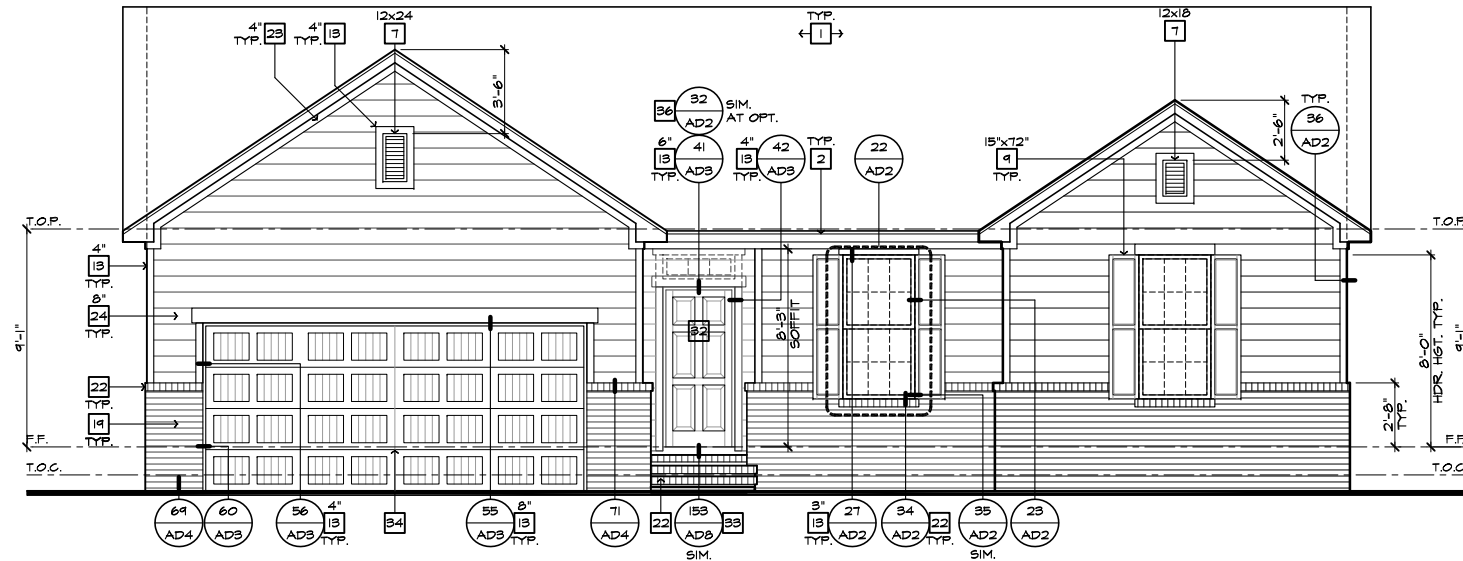 TYP.
1
12x24
7
4"
TYP.
23
4"
TYP.
13
3'-6"
12x18
7
2'-6"
TYP.
36
AD2
36
32
AD2
SIM.
AT OPT.
6"
13
TYP.
41
AD3
4"
13
TYP.
42
AD3
TYP.
2
22
AD2
15"x72"
9
T.O.P.
T.O.P.
4"
13
TYP.
8"
24
TYP.
9'-1"
22
TYP.
19
TYP.
F.F.
T.O.C.
32
8'-3"
SOFFIT
8'-0"
HDR. HGT. TYP.
9'-1"
2'-8"
TYP.
F.F.
T.O.C.
69
AD4
60
AD3
56
AD3
4"
13
TYP.
34
55
AD3
8"
13
TYP.
71
AD4
22
153
AD8
SIM.
33
3"
13
TYP.
27
AD2
34
AD2
22
TYP.
35
AD2
SIM.
23
AD2